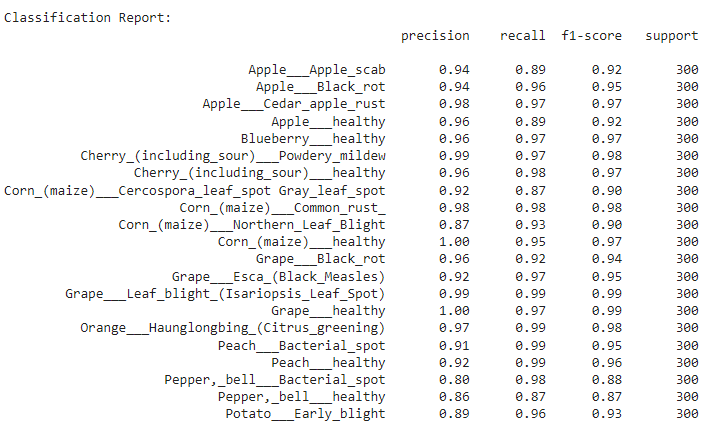 Classification Report:
precision recall f1-score support
Apple___Apple_scab 0.94 0.89 0.92 300
Apple___Black_rot 0.94 0.96 0.95 300
Apple___Cedar_apple_rust 0.98 0.97 0.97 300
Apple___healthy 0.96 0.89 0.92 300
Blueberry___healthy 0.96 0.97 0.97 300
Cherry_(including_sour)___Powdery_mildew 0.99 0.97 0.98 300
Cherry_(including_sour)___healthy 0.96 0.98 0.97 300
Corn_(maize)___Cercospora_leaf_spot Gray_leaf_spot 0.92 0.87 0.90 300
Corn_(maize)___Common_rust_ 0.98 0.98 0.98 300
Corn_(maize)___Northern_Leaf_Blight 0.87 0.93 0.90 300
Corn_(maize)___healthy 1.00 0.95 0.97 300
Grape___Black_rot 0.96 0.92 0.94 300
Grape___Esca_(Black_Measles) 0.92 0.97 0.95 300
Grape___Leaf_blight_(Isariopsis_Leaf_Spot) 0.99 0.99 0.99 300
Grape___healthy 1.00 0.97 0.99 300
Orange___Haunglongbing_(Citrus_greening) 0.97 0.99 0.98 300
Peach___Bacterial_spot 0.91 0.99 0.95 300
Peach___healthy 0.92 0.99 0.96 300
Pepper,_bell___Bacterial_spot 0.80 0.98 0.88 300
Pepper,_bell___healthy 0.86 0.87 0.87 300
Potato___Early_blight 0.89 0.96 0.93 300